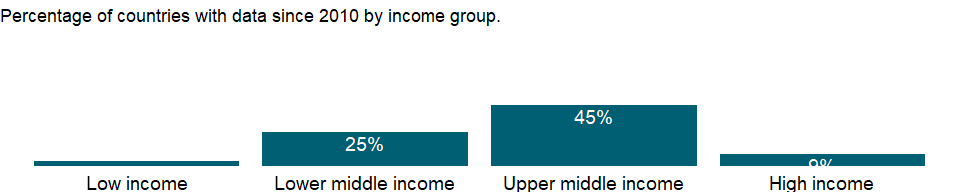 Percentage of countries with data since 2010 by income group.
45%
25%
9%
Low income Lower middle income Upper middle income High income